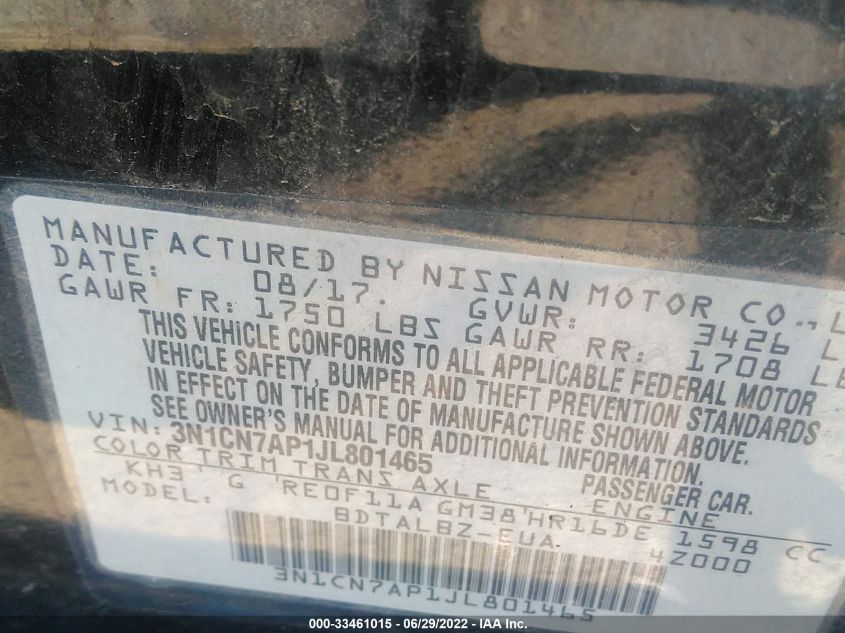 MANUFACTURED BY NISSAN MOTOR CO., L
DATE: 08/17. GVWR: 3426 L
GAWR FR: 1750 LBS GAWR RR: 1708 LB
THIS VEHICLE CONFORMS TO ALL APPLICABLE FEDERAL MOTOR
VEHICLE SAFETY, BUMPER AND THEFT PREVENTION STANDARDS
IN EFFECT ON THE DATE OF MANUFACTURE SHOWN ABOVE.
SEE OWNER'S MANUAL FOR ADDITIONAL INFORMATION.
VIN: 3N1CN7AP1JL801465 PASSENGER CAR.
COLOR TRIM TRANS AXLE ENGINE
KH3 G RE0F11A GM38 HR16DE 1598 CC
MODEL: BDTALBZ-EUA 4Z000
3N1CN7AP1JL801465
000-33461015 - 06/29/2022 - IAAI.com